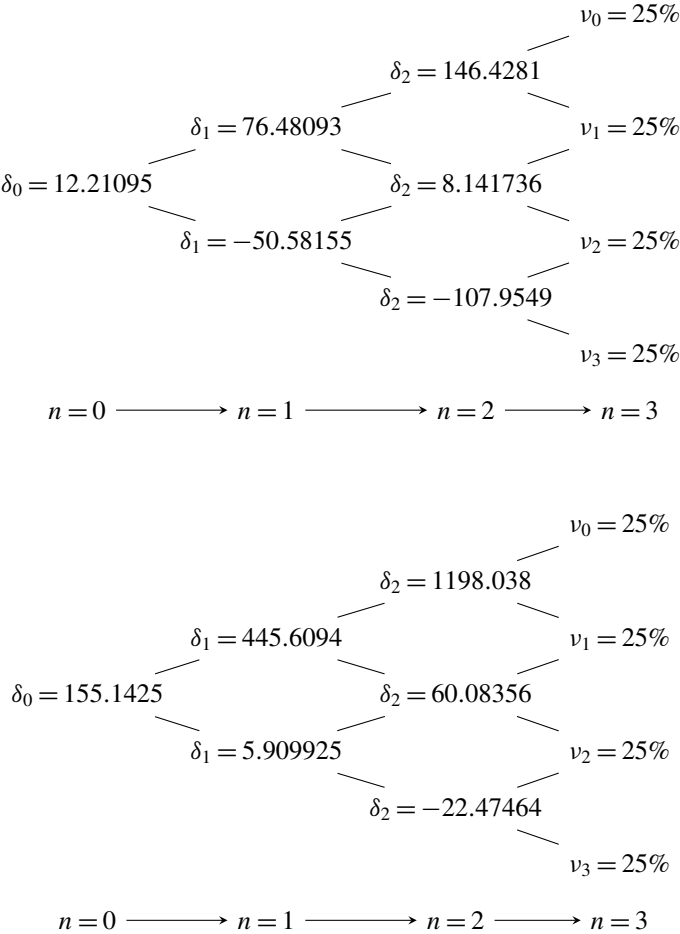 ν₀ = 25%
δ₂ = 146.4281
δ₁ = 76.48093 ν₁ = 25%
δ₀ = 12.21095 δ₂ = 8.141736
δ₁ = −50.58155 ν₂ = 25%
δ₂ = −107.9549
ν₃ = 25%
n = 0 → n = 1 → n = 2 → n = 3
ν₀ = 25%
δ₂ = 1198.038
δ₁ = 445.6094 ν₁ = 25%
δ₀ = 155.1425 δ₂ = 60.08356
δ₁ = 5.909925 ν₂ = 25%
δ₂ = −22.47464
ν₃ = 25%
n = 0 → n = 1 → n = 2 → n = 3